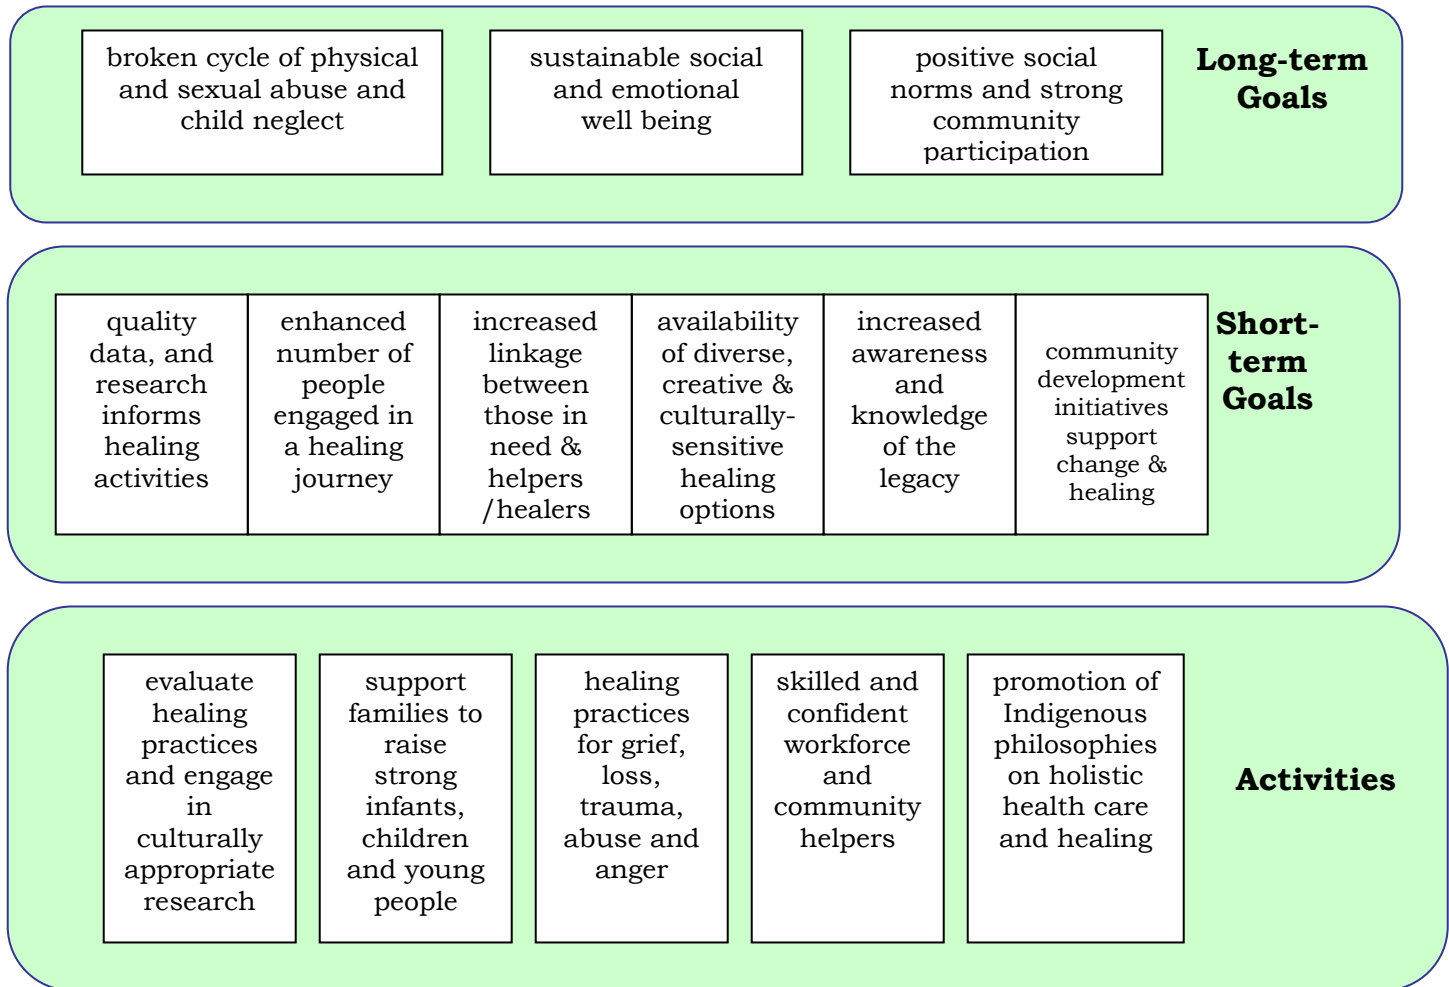 broken cycle of physical
and sexual abuse and
child neglect
sustainable social
and emotional
well being
positive social
norms and strong
community
participation
Long-term
Goals
quality
data, and
research
informs
healing
activities
enhanced
number of
people
engaged in
a healing
journey
increased
linkage
between
those in
need &
helpers
/healers
availability
of diverse,
creative &
culturally-
sensitive
healing
options
increased
awareness
and
knowledge
of the
legacy
community
development
initiatives
support
change &
healing
Short-
term
Goals
evaluate
healing
practices
and engage
in
culturally
appropriate
research
support
families to
raise
strong
infants,
children
and young
people
healing
practices
for grief,
loss,
trauma,
abuse and
anger
skilled and
confident
workforce
and
community
helpers
promotion of
Indigenous
philosophies
on holistic
health care
and healing
Activities